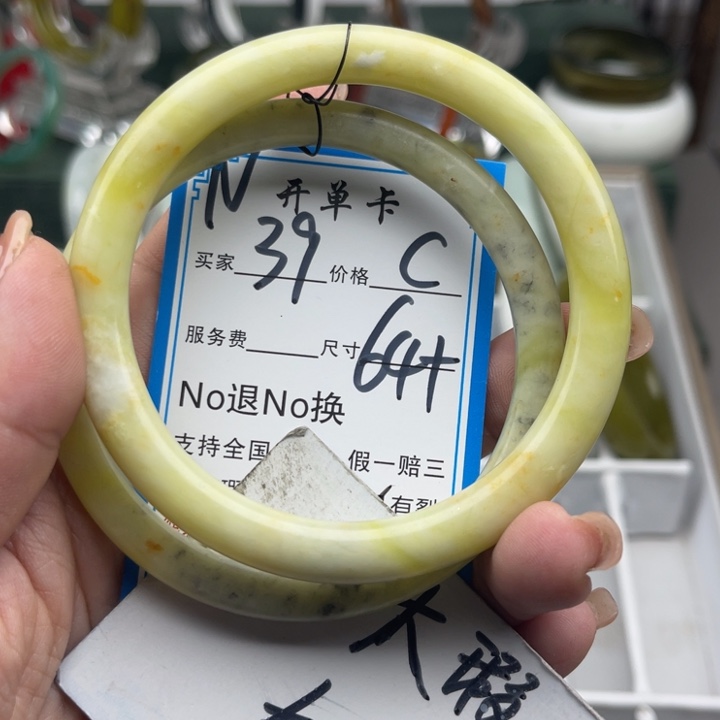 N 开单卡
买家 39 价格 C
服务费 尺寸 64+
No退No换
支持全国 假一赔三
有裂
大